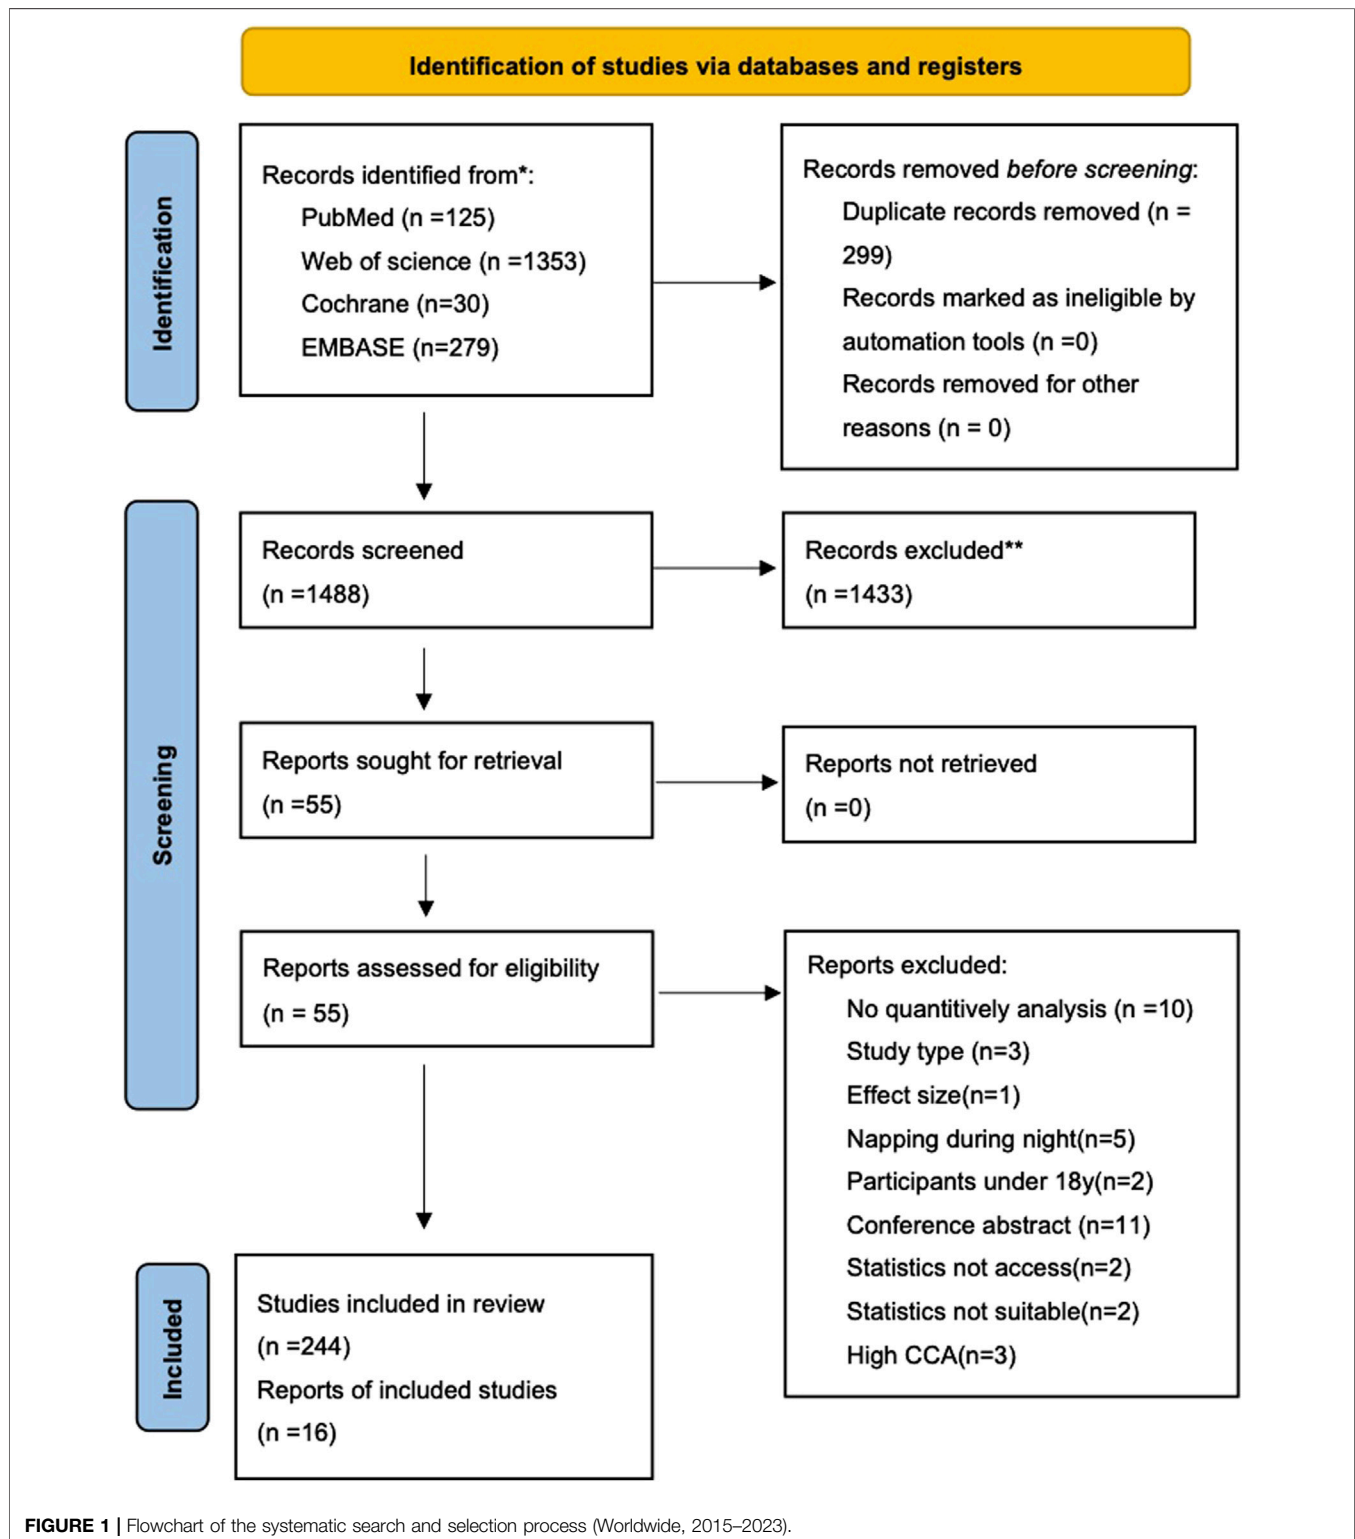 Identification of studies via databases and registers
Identification
Records identified from*:
PubMed (n =125)
Web of science (n =1353)
Cochrane (n=30)
EMBASE (n=279)
Records removed before screening:
Duplicate records removed (n =
299)
Records marked as ineligible by
automation tools (n =0)
Records removed for other
reasons (n = 0)
Screening
Records screened
(n =1488)
Records excluded**
(n =1433)
Reports sought for retrieval
(n =55)
Reports not retrieved
(n =0)
Reports assessed for eligibility
(n = 55)
Reports excluded:
No quantitively analysis (n =10)
Study type (n=3)
Effect size(n=1)
Napping during night(n=5)
Participants under 18y(n=2)
Conference abstract (n=11)
Statistics not access(n=2)
Statistics not suitable(n=2)
High CCA(n=3)
Included
Studies included in review
(n =244)
Reports of included studies
(n =16)
FIGURE 1 | Flowchart of the systematic search and selection process (Worldwide, 2015–2023).